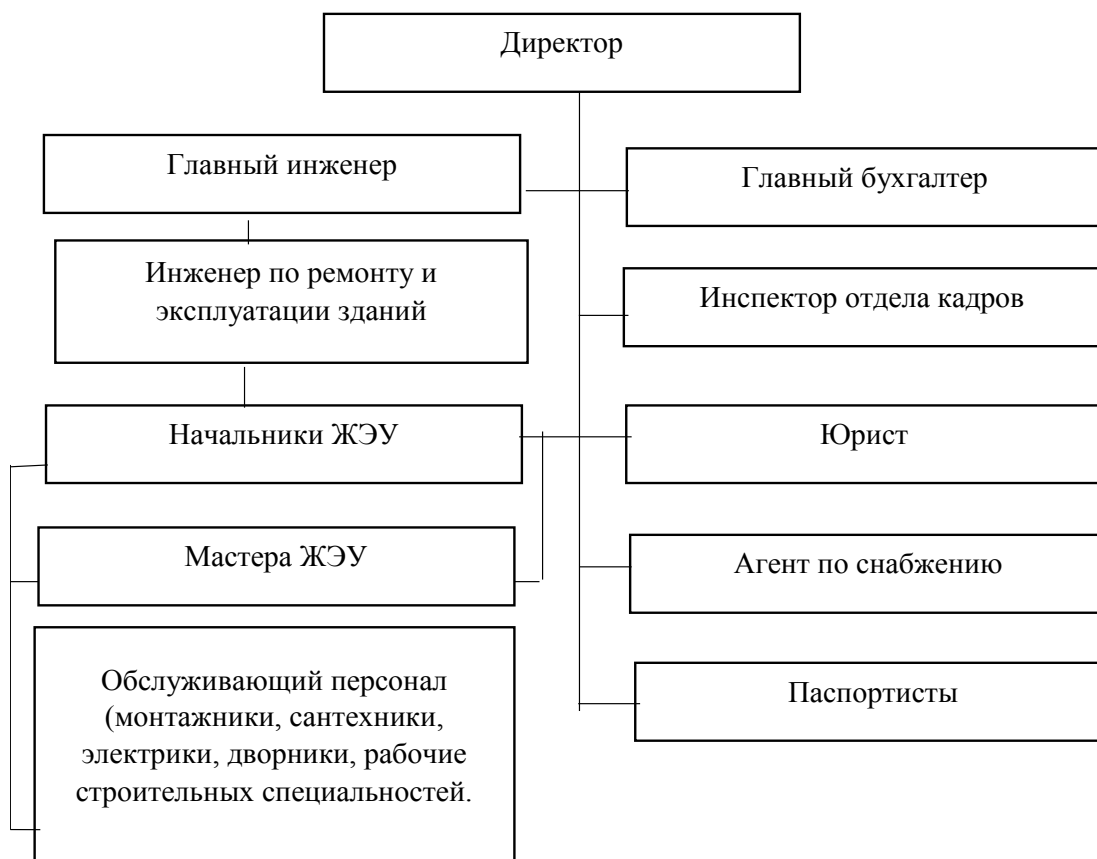 Директор
Главный инженер
Главный бухгалтер
Инженер по ремонту и
эксплуатации зданий
Инспектор отдела кадров
Начальники ЖЭУ
Юрист
Мастера ЖЭУ
Агент по снабжению
Обслуживающий персонал
(монтажники, сантехники,
электрики, дворники, рабочие
строительных специальностей.
Паспортисты